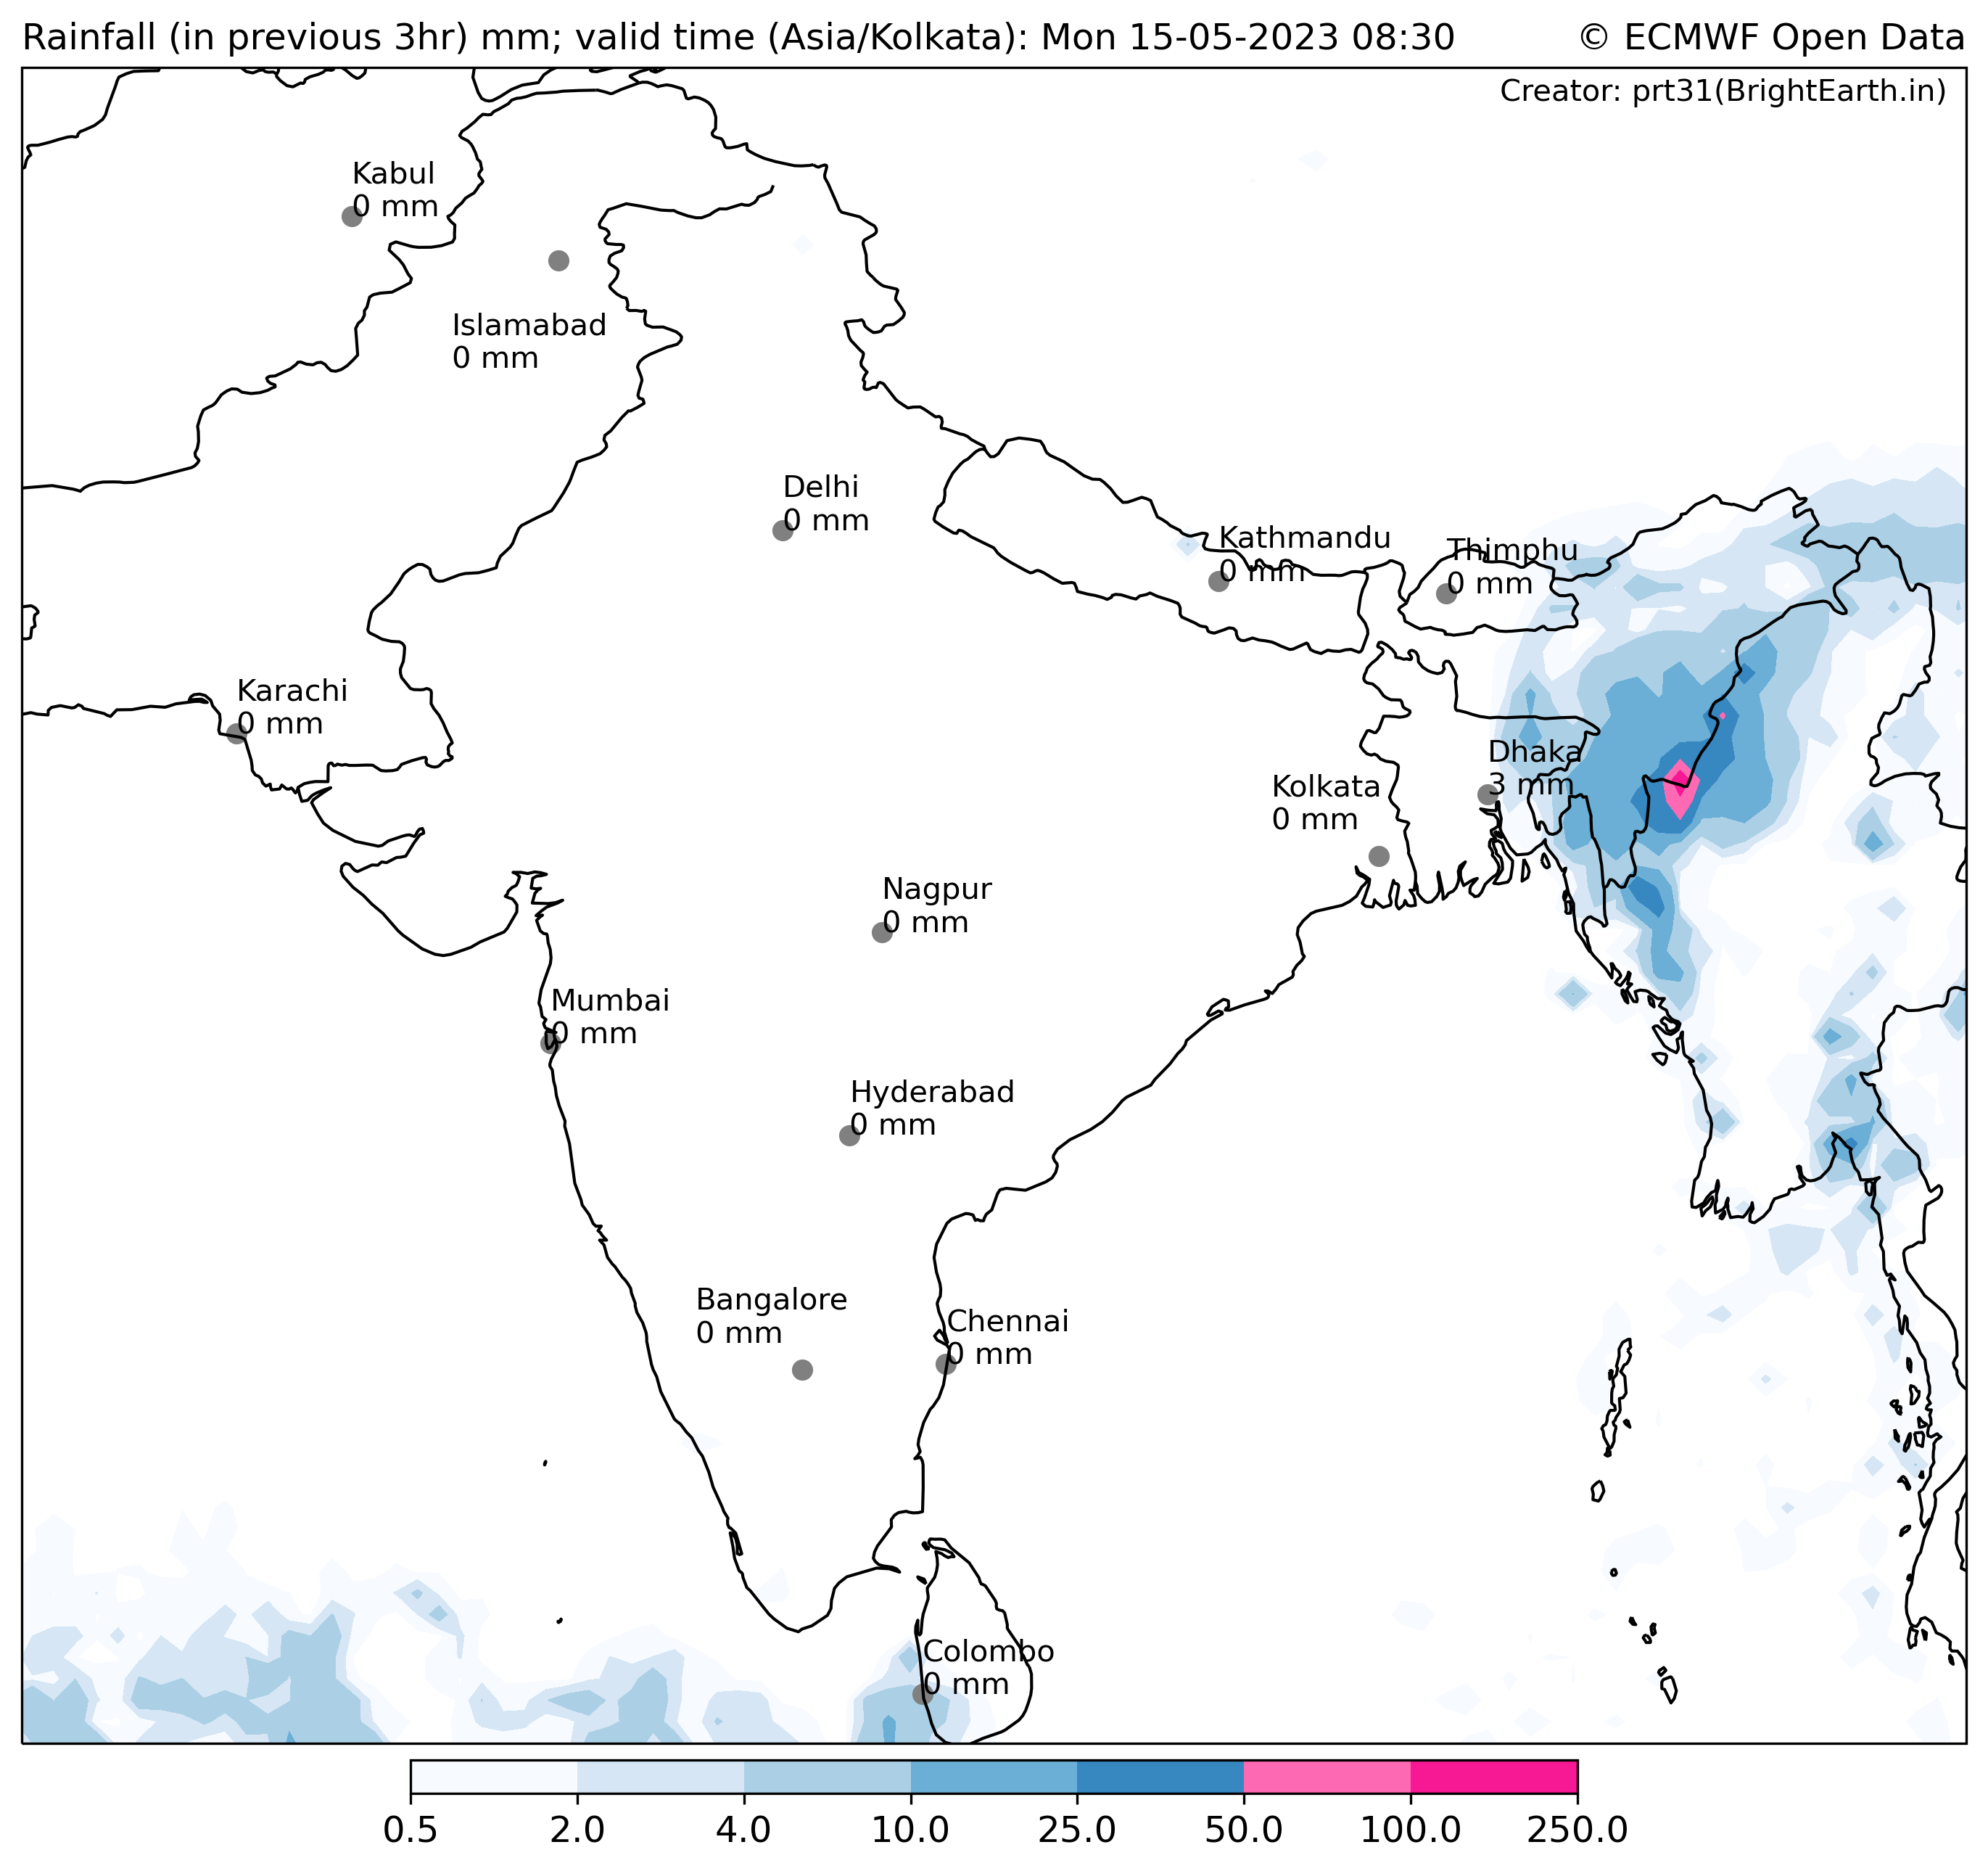 Rainfall (in previous 3hr) mm; valid time (Asia/Kolkata): Mon 15-05-2023 08:30
© ECMWF Open Data
Creator: prt31(BrightEarth.in)
Kabul
0 mm
Islamabad
0 mm
Delhi
0 mm
Kathmandu
0 mm
Thimphu
0 mm
Karachi
0 mm
Dhaka
3 mm
Kolkata
0 mm
Nagpur
0 mm
Mumbai
0 mm
Hyderabad
0 mm
Bangalore
0 mm
Chennai
0 mm
Colombo
0 mm
0.5 2.0 4.0 10.0 25.0 50.0 100.0 250.0